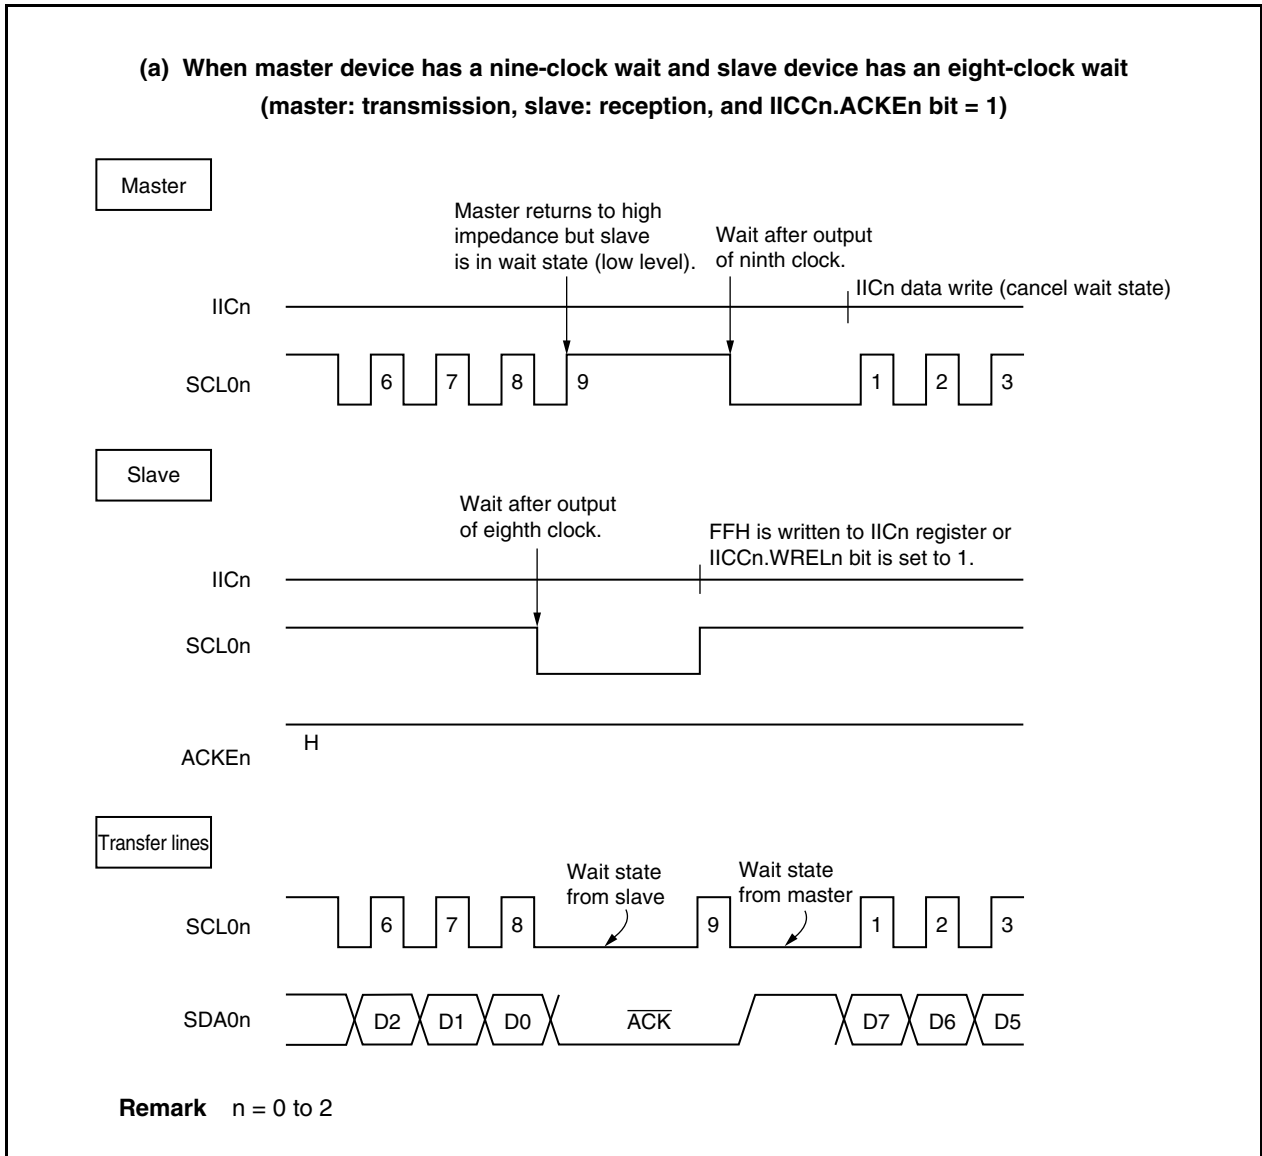 (a) When master device has a nine-clock wait and slave device has an eight-clock wait
(master: transmission, slave: reception, and IICCn.ACKEn bit = 1)
Master
Master returns to high
impedance but slave
is in wait state (low level).
Wait after output
of ninth clock.
IICn data write (cancel wait state)
IICn
SCL0n 6 7 8 9 1 2 3
Slave
Wait after output
of eighth clock.
FFH is written to IICn register or
IICCn.WRELn bit is set to 1.
IICn
SCL0n
H
ACKEn
Transfer lines
Wait state
from slave
Wait state
from master
SCL0n 6 7 8 9 1 2 3
SDA0n D2 D1 D0 ACK D7 D6 D5
Remark n = 0 to 2